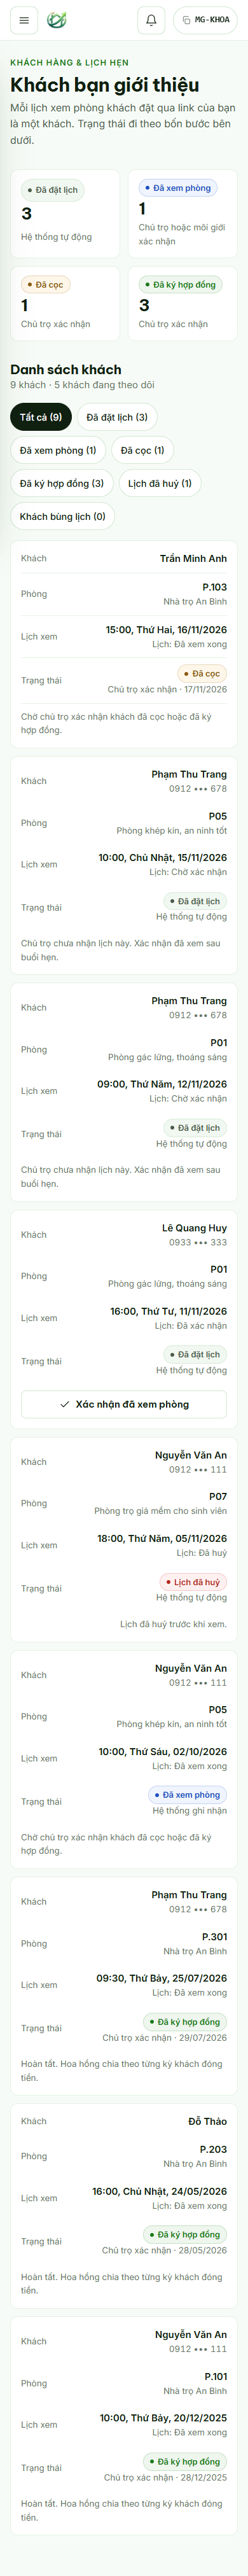 MG-KHOA
KHÁCH HÀNG & LỊCH HẸN
Khách bạn giới thiệu
Mỗi lịch xem phòng khách đặt qua link của bạn
là một khách. Trạng thái đi theo bốn bước bên
dưới.
Đã đặt lịch
3
Hệ thống tự động
Đã xem phòng
1
Chủ trọ hoặc môi giới
xác nhận
Đã cọc
1
Chủ trọ xác nhận
Đã ký hợp đồng
3
Chủ trọ xác nhận
Danh sách khách
9 khách · 5 khách đang theo dõi
Tất cả (9)
Đã đặt lịch (3)
Đã xem phòng (1)
Đã cọc (1)
Đã ký hợp đồng (3)
Lịch đã huỷ (1)
Khách bùng lịch (0)
Khách
Trần Minh Anh
Phòng
P.103
Nhà trọ An Bình
Lịch xem
15:00, Thứ Hai, 16/11/2026
Lịch: Đã xem xong
Trạng thái
Đã cọc
Chủ trọ xác nhận · 17/11/2026
Chờ chủ trọ xác nhận khách đã cọc hoặc đã ký
hợp đồng.
Khách
Phạm Thu Trang
0912 ••• 678
Phòng
P05
Phòng khép kín, an ninh tốt
Lịch xem
10:00, Chủ Nhật, 15/11/2026
Lịch: Chờ xác nhận
Trạng thái
Đã đặt lịch
Hệ thống tự động
Chủ trọ chưa nhận lịch này. Xác nhận đã xem sau
buổi hẹn.
Khách
Phạm Thu Trang
0912 ••• 678
Phòng
P01
Phòng gác lửng, thoáng sáng
Lịch xem
09:00, Thứ Năm, 12/11/2026
Lịch: Chờ xác nhận
Trạng thái
Đã đặt lịch
Hệ thống tự động
Chủ trọ chưa nhận lịch này. Xác nhận đã xem sau
buổi hẹn.
Khách
Lê Quang Huy
0933 ••• 333
Phòng
P01
Phòng gác lửng, thoáng sáng
Lịch xem
16:00, Thứ Tư, 11/11/2026
Lịch: Đã xác nhận
Trạng thái
Đã đặt lịch
Hệ thống tự động
Xác nhận đã xem phòng
Khách
Nguyễn Văn An
0912 ••• 111
Phòng
P07
Phòng trọ giá mềm cho sinh viên
Lịch xem
18:00, Thứ Năm, 05/11/2026
Lịch: Đã huỷ
Trạng thái
Lịch đã huỷ
Hệ thống tự động
Lịch đã huỷ trước khi xem.
Khách
Nguyễn Văn An
0912 ••• 111
Phòng
P05
Phòng khép kín, an ninh tốt
Lịch xem
10:00, Thứ Sáu, 02/10/2026
Lịch: Đã xem xong
Trạng thái
Đã xem phòng
Hệ thống ghi nhận
Chờ chủ trọ xác nhận khách đã cọc hoặc đã ký
hợp đồng.
Khách
Phạm Thu Trang
0912 ••• 678
Phòng
P.301
Nhà trọ An Bình
Lịch xem
09:30, Thứ Bảy, 25/07/2026
Lịch: Đã xem xong
Trạng thái
Đã ký hợp đồng
Chủ trọ xác nhận · 29/07/2026
Hoàn tất. Hoa hồng chia theo từng kỳ khách đóng
tiền.
Khách
Đỗ Thảo
Phòng
P.203
Nhà trọ An Bình
Lịch xem
16:00, Chủ Nhật, 24/05/2026
Lịch: Đã xem xong
Trạng thái
Đã ký hợp đồng
Chủ trọ xác nhận · 28/05/2026
Hoàn tất. Hoa hồng chia theo từng kỳ khách đóng
tiền.
Khách
Nguyễn Văn An
0912 ••• 111
Phòng
P.101
Nhà trọ An Bình
Lịch xem
10:00, Thứ Bảy, 20/12/2025
Lịch: Đã xem xong
Trạng thái
Đã ký hợp đồng
Chủ trọ xác nhận · 28/12/2025
Hoàn tất. Hoa hồng chia theo từng kỳ khách đóng
tiền.